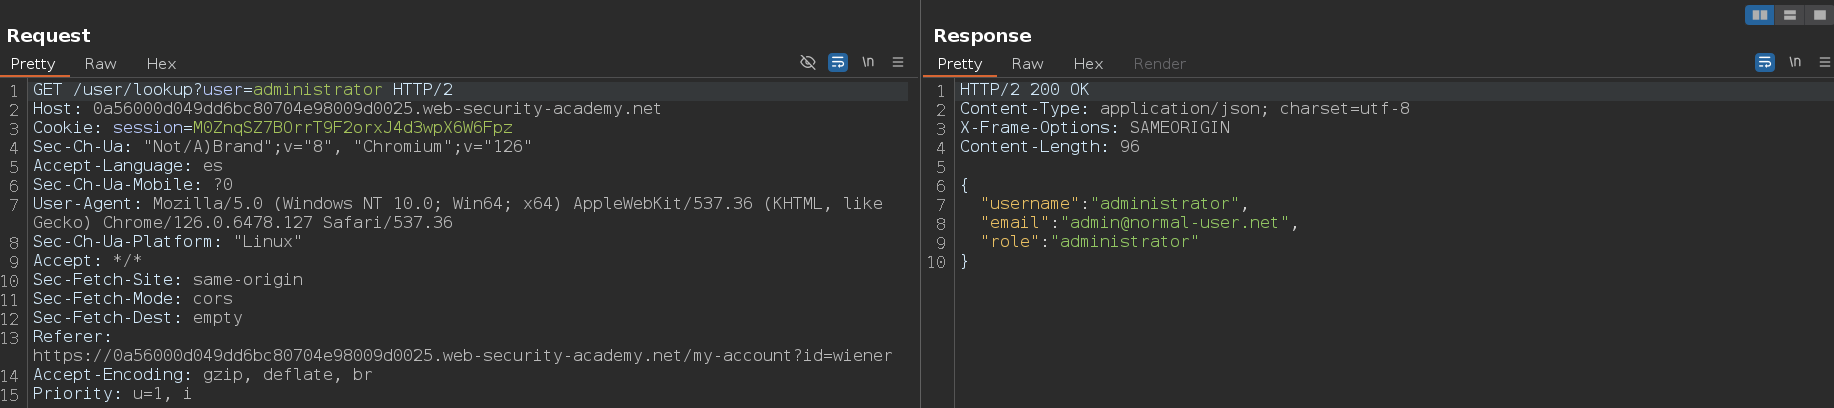 Request
Pretty Raw Hex \n
1 GET /user/lookup?user=administrator HTTP/2
2 Host: 0a56000d049dd6bc80704e98009d0025.web-security-academy.net
3 Cookie: session=M0ZnqSZ7BOrrT9F2orxJ4d3wpX6W6Fpz
4 Sec-Ch-Ua: "Not/A)Brand";v="8", "Chromium";v="126"
5 Accept-Language: es
6 Sec-Ch-Ua-Mobile: ?0
7 User-Agent: Mozilla/5.0 (Windows NT 10.0; Win64; x64) AppleWebKit/537.36 (KHTML, like
Gecko) Chrome/126.0.6478.127 Safari/537.36
8 Sec-Ch-Ua-Platform: "Linux"
9 Accept: */*
10 Sec-Fetch-Site: same-origin
11 Sec-Fetch-Mode: cors
12 Sec-Fetch-Dest: empty
13 Referer:
https://0a56000d049dd6bc80704e98009d0025.web-security-academy.net/my-account?id=wiener
14 Accept-Encoding: gzip, deflate, br
15 Priority: u=1, i
Response
Pretty Raw Hex Render \n
1 HTTP/2 200 OK
2 Content-Type: application/json; charset=utf-8
3 X-Frame-Options: SAMEORIGIN
4 Content-Length: 96
5
6 {
7 "username":"administrator",
8 "email":"admin@normal-user.net",
9 "role":"administrator"
10 }